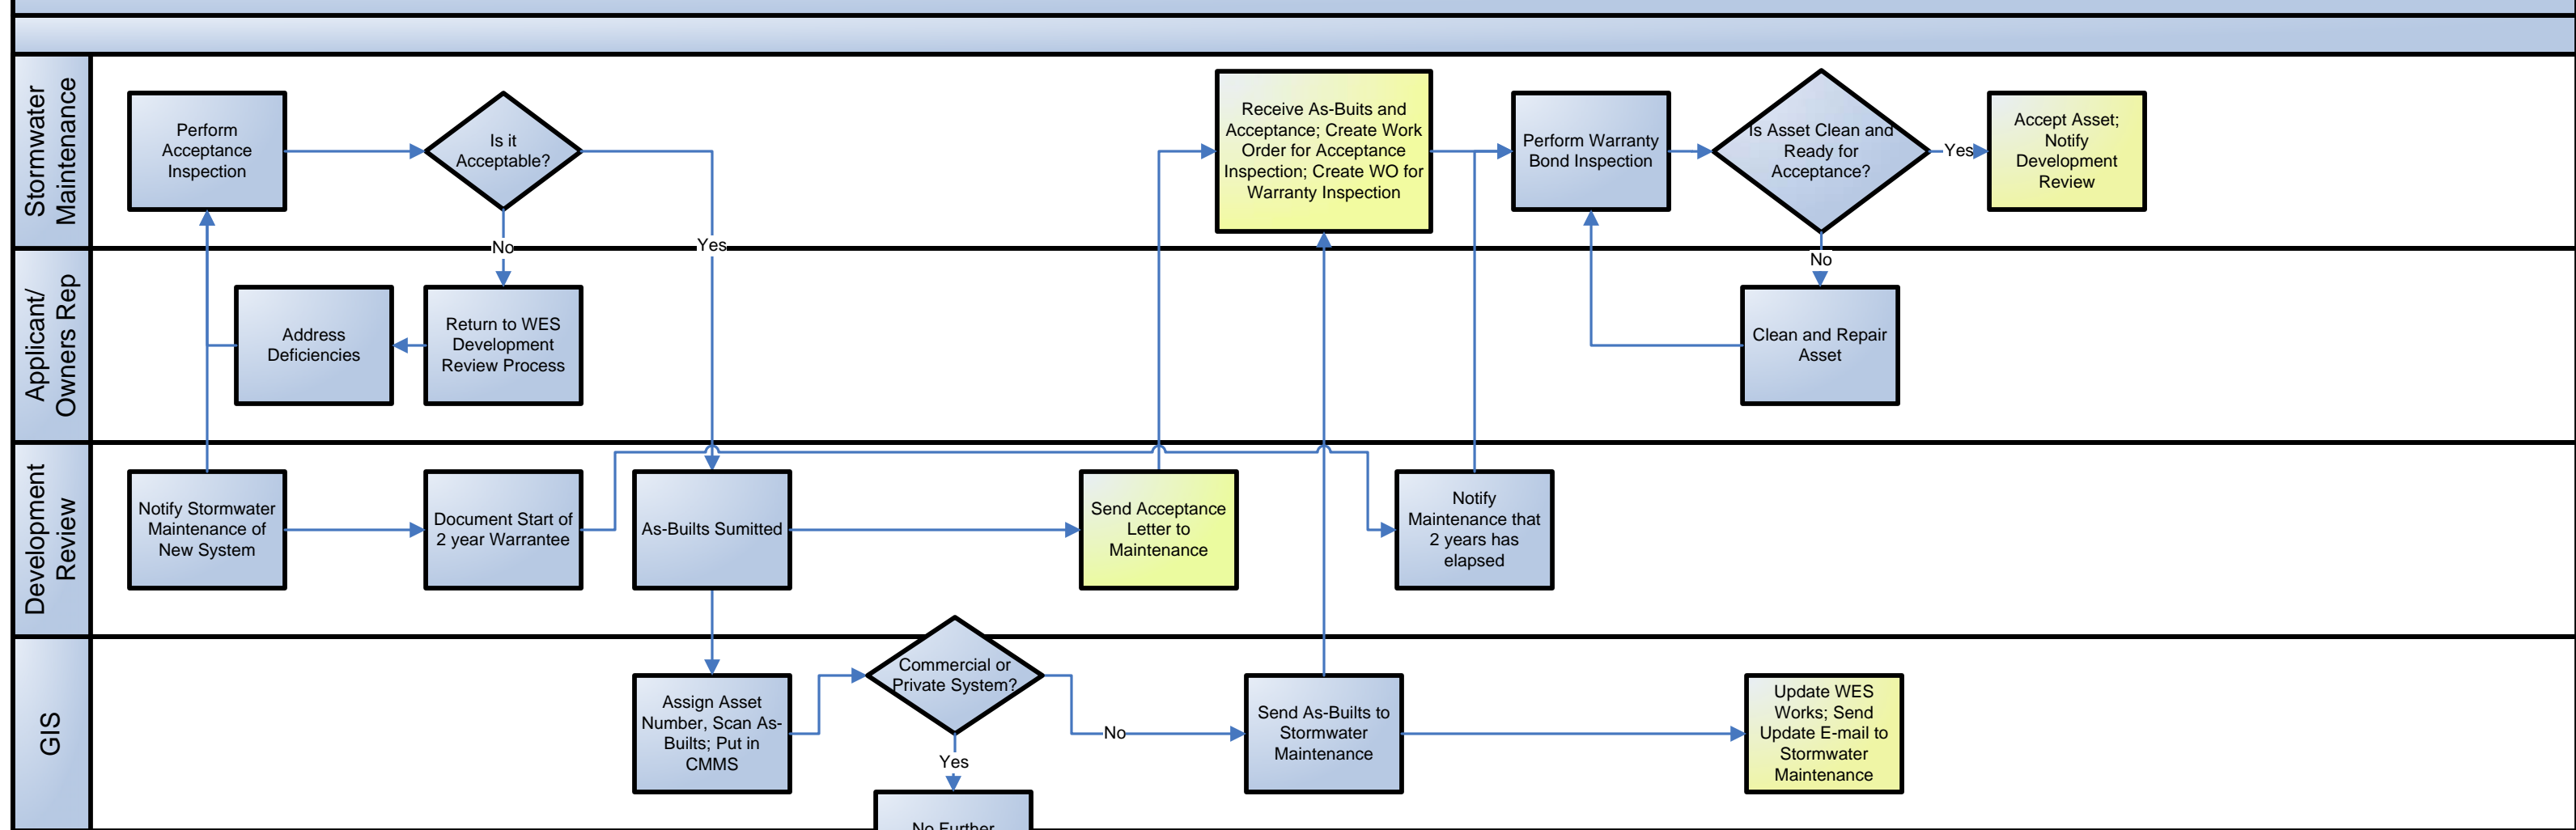 Stormwater
Maintenance
Perform
Acceptance
Inspection
Is it
Acceptable?
Receive As-Buits and
Acceptance; Create Work
Order for Acceptance
Inspection; Create WO for
Warranty Inspection
Perform Warranty
Bond Inspection
Is Asset Clean and
Ready for
Acceptance?
Yes
Accept Asset;
Notify
Development
Review
No
Yes
No
Applicant/
Owners Rep
Address
Deficiencies
Return to WES
Development
Review Process
Clean and Repair
Asset
Development
Review
Notify Stormwater
Maintenance of
New System
Document Start of
2 year Warrantee
As-Builts Sumitted
Send Acceptance
Letter to
Maintenance
Notify
Maintenance that
2 years has
elapsed
GIS
Assign Asset
Number, Scan As-
Builts; Put in
CMMS
Commercial or
Private System?
No
Yes
Send As-Builts to
Stormwater
Maintenance
Update WES
Works; Send
Update E-mail to
Stormwater
Maintenance
No Further